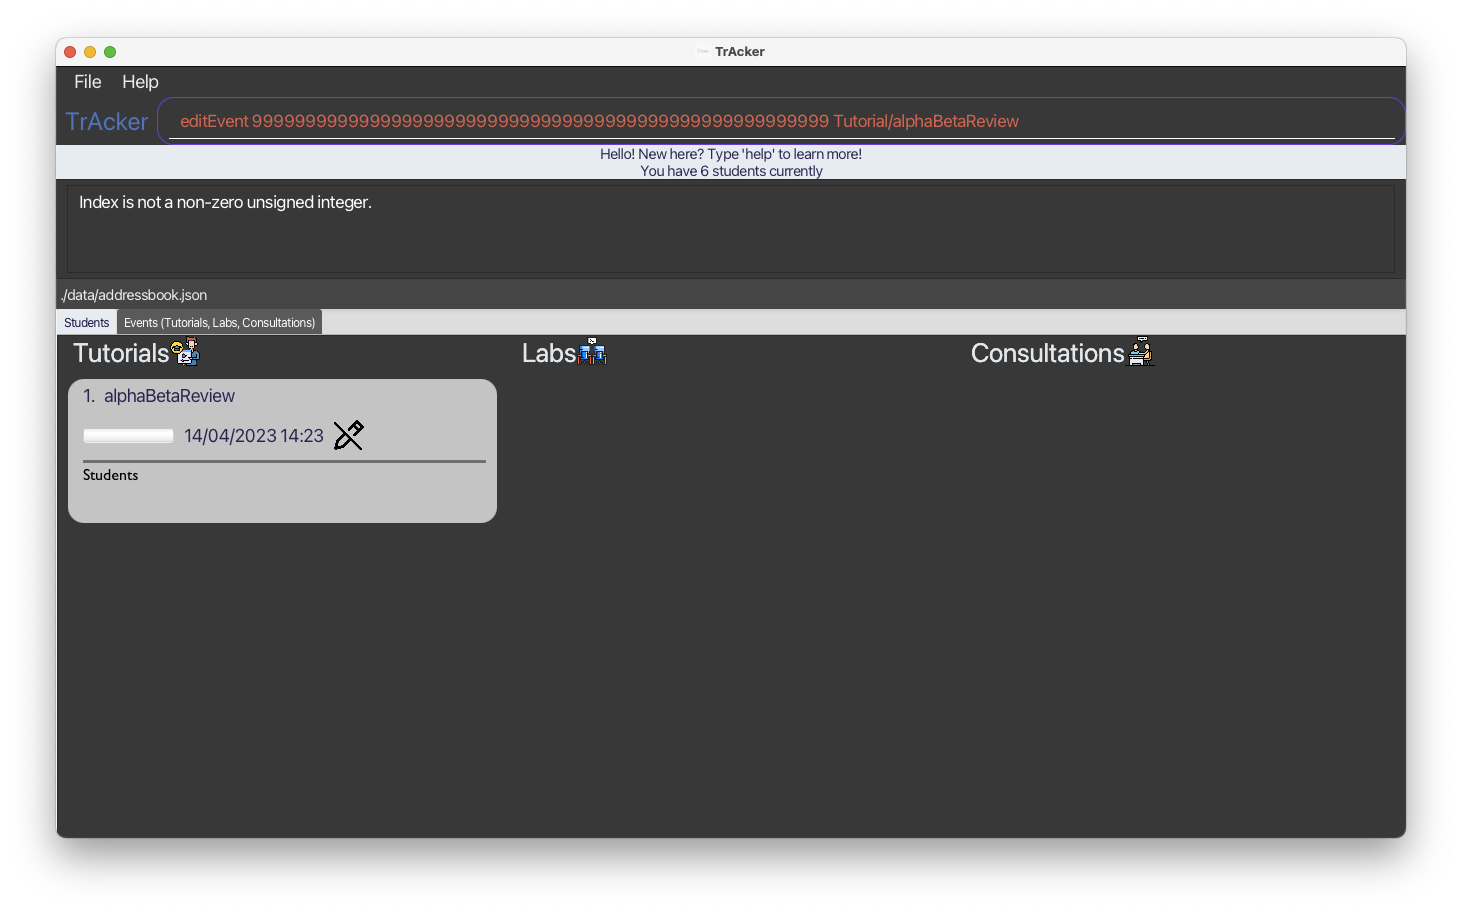 TrAcker
File Help
TrAcker
editEvent 999999999999999999999999999999999999999999999999999999 Tutorial/alphaBetaReview
Hello! New here? Type 'help' to learn more!
You have 6 students currently
Index is not a non-zero unsigned integer.
./data/addressbook.json
Students Events (Tutorials, Labs, Consultations)
Tutorials Labs Consultations
1. alphaBetaReview
14/04/2023 14:23
Students